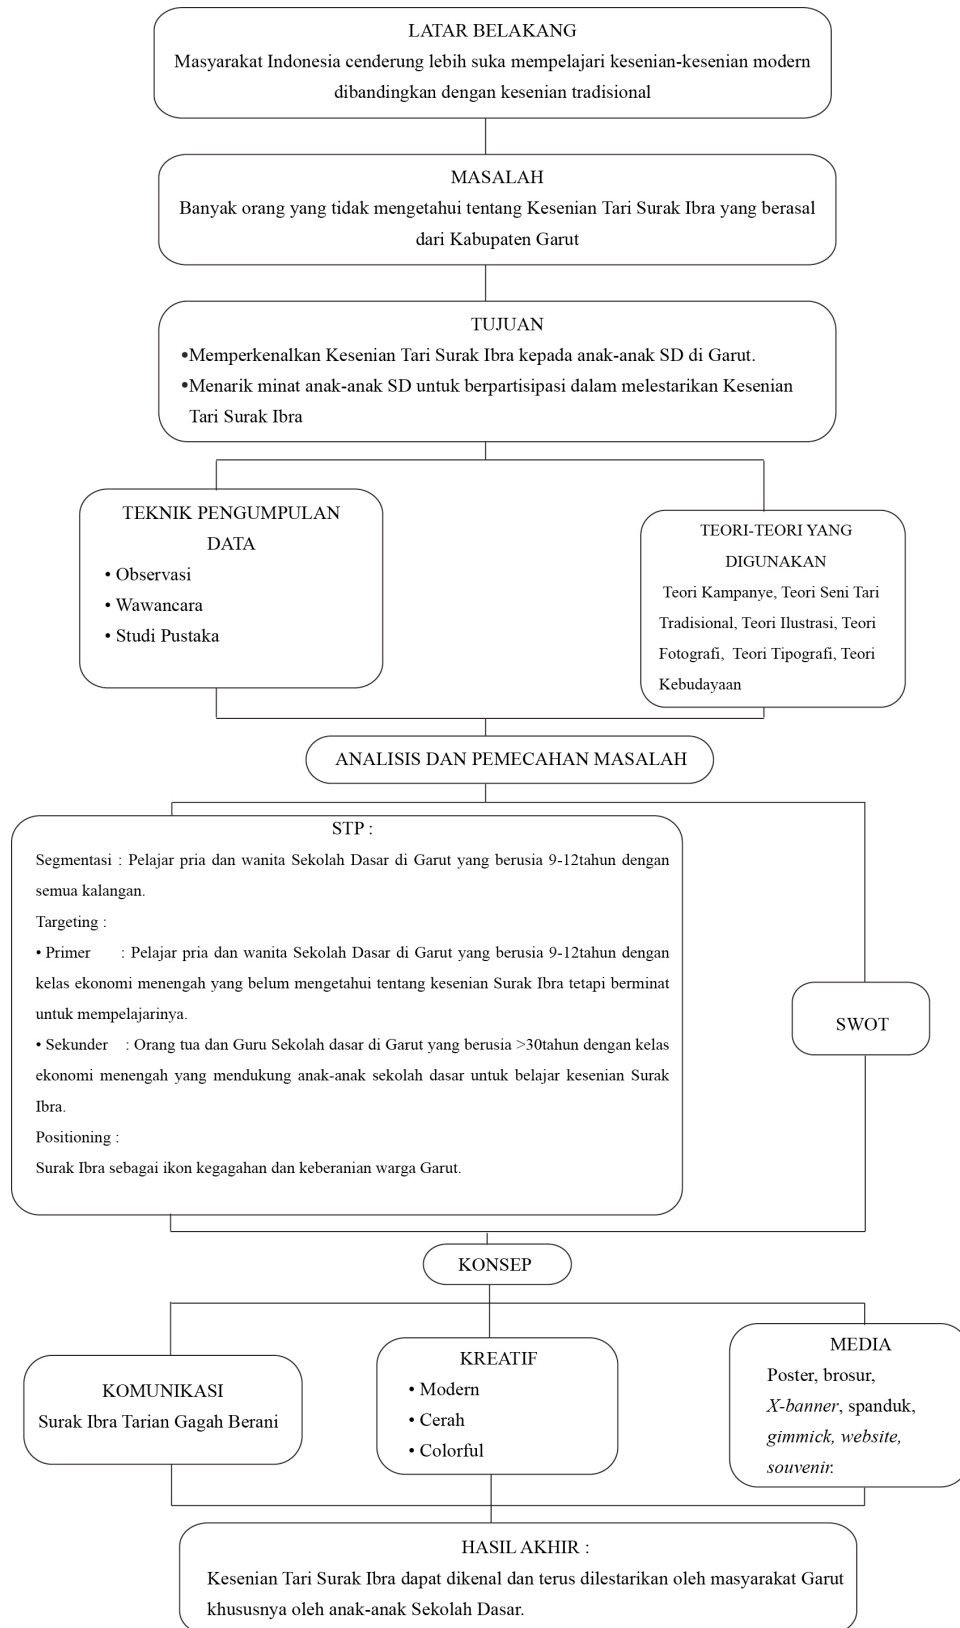 LATAR BELAKANG
Masyarakat Indonesia cenderung lebih suka mempelajari kesenian-kesenian modern
dibandingkan dengan kesenian tradisional
MASALAH
Banyak orang yang tidak mengetahui tentang Kesenian Tari Surak Ibra yang berasal
dari Kabupaten Garut
TUJUAN
•Memperkenalkan Kesenian Tari Surak Ibra kepada anak-anak SD di Garut.
•Menarik minat anak-anak SD untuk berpartisipasi dalam melestarikan Kesenian
Tari Surak Ibra
TEKNIK PENGUMPULAN
DATA
• Observasi
• Wawancara
• Studi Pustaka
TEORI-TEORI YANG
DIGUNAKAN
Teori Kampanye, Teori Seni Tari
Tradisional, Teori Ilustrasi, Teori
Fotografi, Teori Tipografi, Teori
Kebudayaan
ANALISIS DAN PEMECAHAN MASALAH
STP :
Segmentasi : Pelajar pria dan wanita Sekolah Dasar di Garut yang berusia 9-12tahun dengan
semua kalangan.
Targeting :
• Primer : Pelajar pria dan wanita Sekolah Dasar di Garut yang berusia 9-12tahun dengan
kelas ekonomi menengah yang belum mengetahui tentang kesenian Surak Ibra tetapi berminat
untuk mempelajarinya.
• Sekunder : Orang tua dan Guru Sekolah dasar di Garut yang berusia >30tahun dengan kelas
ekonomi menengah yang mendukung anak-anak sekolah dasar untuk belajar kesenian Surak
Ibra.
Positioning :
Surak Ibra sebagai ikon kegagahan dan keberanian warga Garut.
SWOT
KONSEP
KOMUNIKASI
Surak Ibra Tarian Gagah Berani
KREATIF
• Modern
• Cerah
• Colorful
MEDIA
Poster, brosur,
X-banner, spanduk,
gimmick, website,
souvenir.
HASIL AKHIR :
Kesenian Tari Surak Ibra dapat dikenal dan terus dilestarikan oleh masyarakat Garut
khususnya oleh anak-anak Sekolah Dasar.